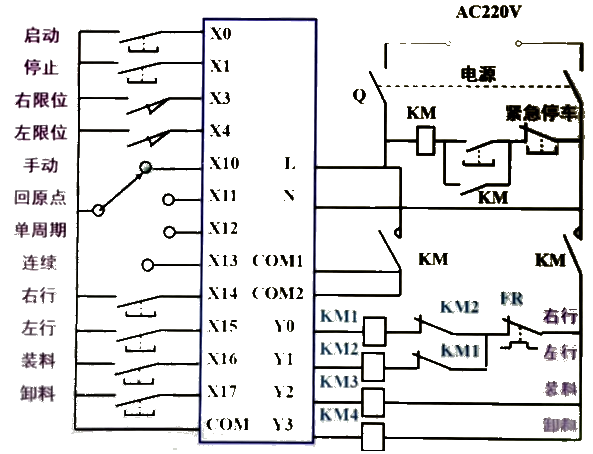 AC220V
启动 X0
停止 X1 电源
右限位 X3 Q KM 紧急停车
左限位 X4
手动 X10 L
回原点 X11 N KM
单周期 X12
连续 X13 COM1 KM KM
右行 X14 COM2
左行 X15 Y0 KM1 KM2 FR 右行
装料 X16 Y1 KM2 KM1 左行
卸料 X17 Y2 KM3 装料
COM Y3 KM4 卸料